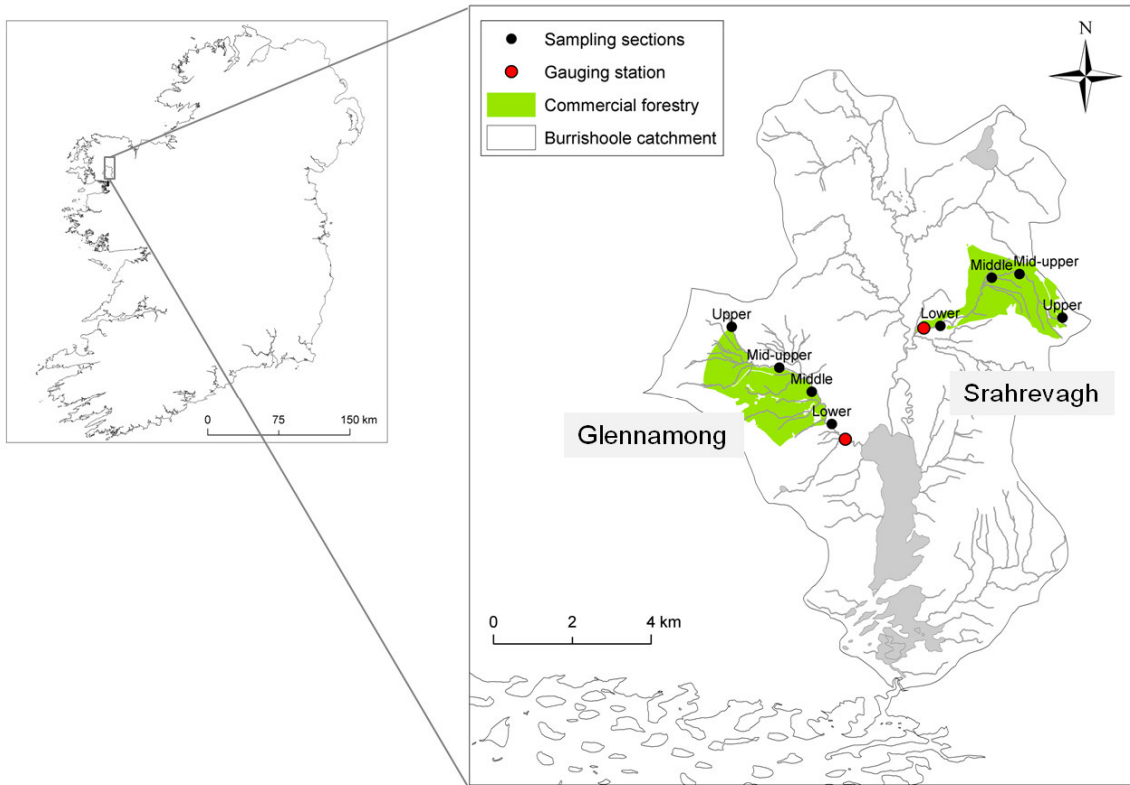 0 75 150 km
Sampling sections
Gauging station
Commercial forestry
Burrishoole catchment
N
Middle Mid-upper
Upper
Lower
Upper
Mid-upper
Middle
Lower
Srahrevagh
Glennamong
0 2 4 km